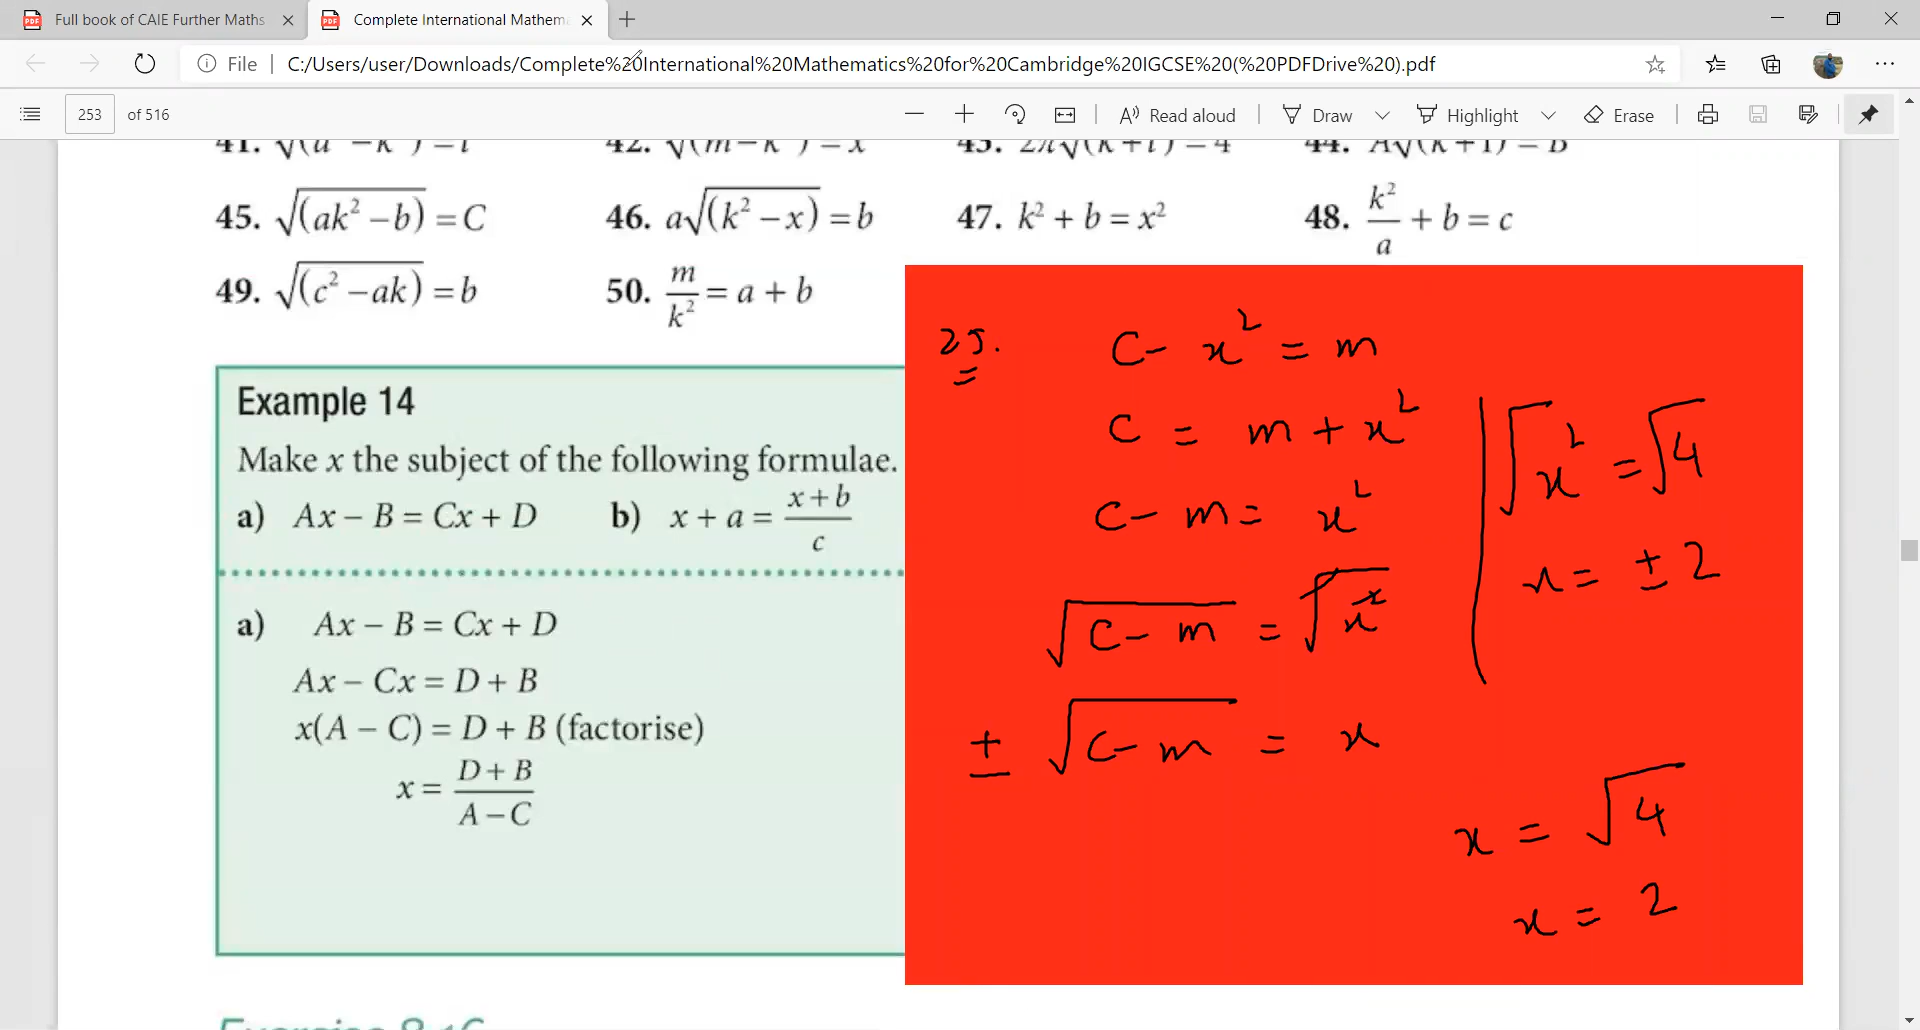 Full book of CAIE Further Maths
Complete International Mathem
File
C:/Users/user/Downloads/Complete%20International%20Mathematics%20for%20Cambridge%20IGCSE%20(%20PDFDrive%20).pdf
253 of 516
Read aloud
Draw
Highlight
Erase
45. √(ak² − b) = C
46. a√(k² − x) = b
47. k² + b = x²
48. k²/a + b = c
49. √(c² − ak) = b
50. m/k² = a + b
Example 14
Make x the subject of the following formulae.
a) Ax − B = Cx + D
b) x + a = (x + b)/c
a) Ax − B = Cx + D
Ax − Cx = D + B
x(A − C) = D + B (factorise)
x = (D + B)/(A − C)
25.
C − x² = m
C = m + x²
C − m = x²
√(C − m) = √x²
± √(C − m) = x
√x² = √4
x = ± 2
x = √4
x = 2